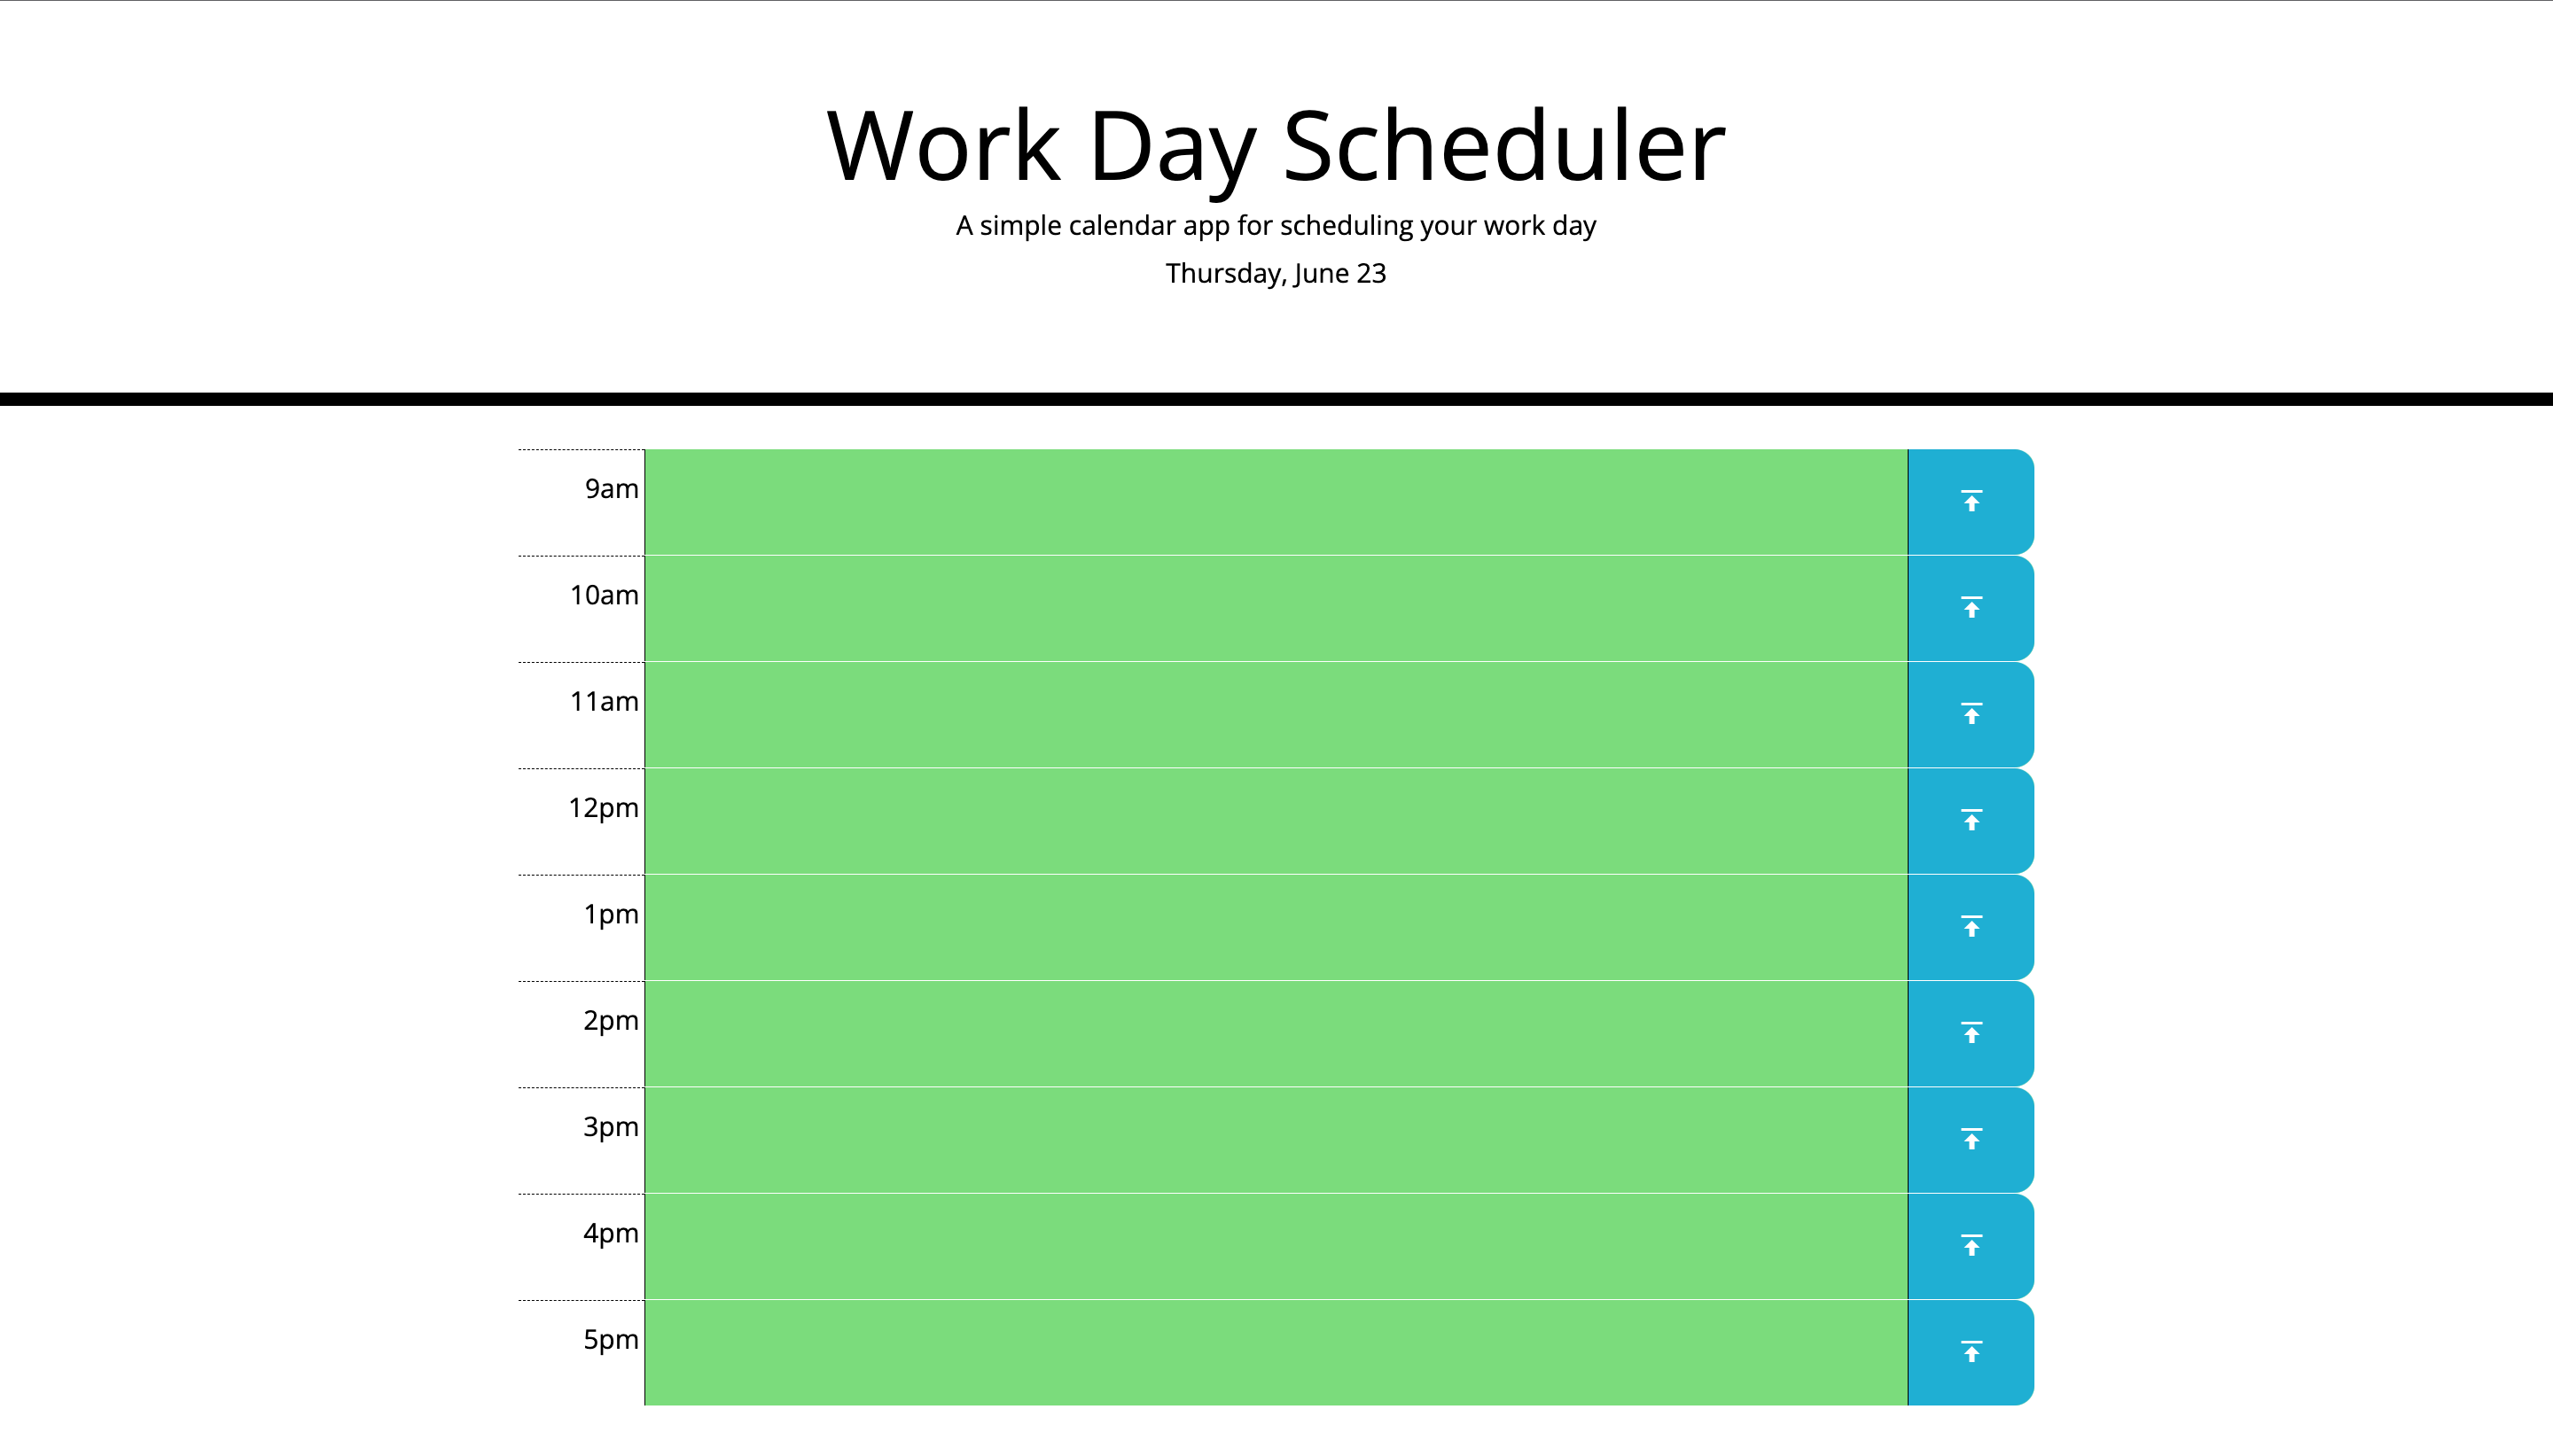 Work Day Scheduler
A simple calendar app for scheduling your work day
Thursday, June 23
9am
10am
11am
12pm
1pm
2pm
3pm
4pm
5pm